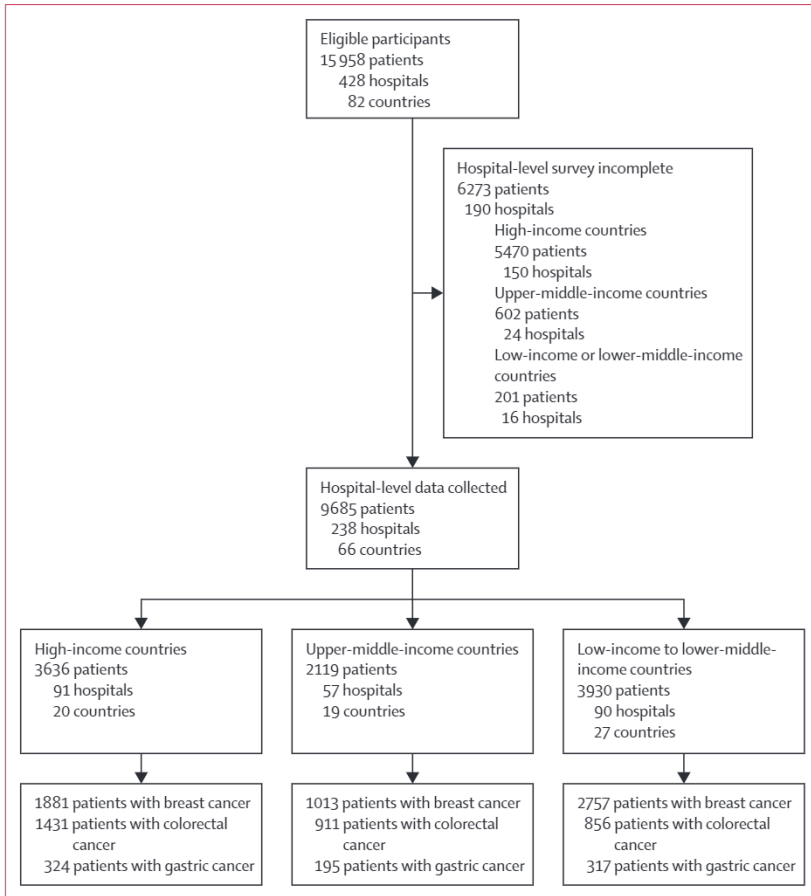 Eligible participants
15 958 patients
428 hospitals
82 countries
Hospital-level survey incomplete
6273 patients
190 hospitals
High-income countries
5470 patients
150 hospitals
Upper-middle-income countries
602 patients
24 hospitals
Low-income or lower-middle-income
countries
201 patients
16 hospitals
Hospital-level data collected
9685 patients
238 hospitals
66 countries
High-income countries
3636 patients
91 hospitals
20 countries
Upper-middle-income countries
2119 patients
57 hospitals
19 countries
Low-income to lower-middle-
income countries
3930 patients
90 hospitals
27 countries
1881 patients with breast cancer
1431 patients with colorectal
cancer
324 patients with gastric cancer
1013 patients with breast cancer
911 patients with colorectal
cancer
195 patients with gastric cancer
2757 patients with breast cancer
856 patients with colorectal
cancer
317 patients with gastric cancer